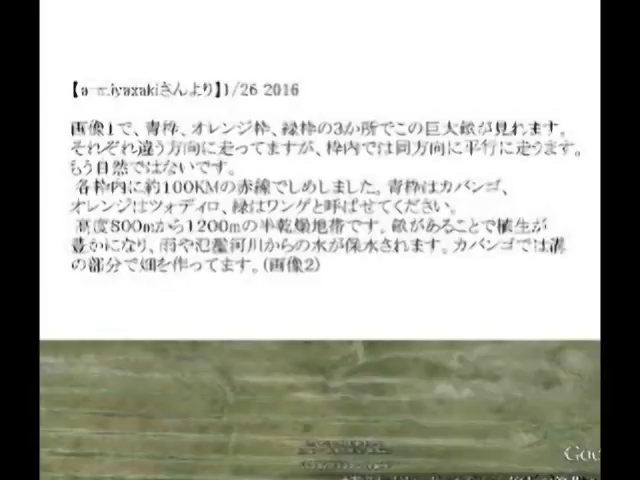 さんより】1/26 2016
画像1で、青枠、オレンジ枠、緑枠の3か所でこの巨大畝が見れます。
それぞれ違う方向に走ってますが、枠内では同方向に平行に走ります。
もう自然ではないです。
各枠内に約100KMの赤線でしめしました。青枠はカバンゴ、
オレンジはツォディロ、緑はワンゲと呼ばせてください。
高度800mから1200mの半乾燥地帯です。畝があることで植生が
豊かになり、雨や氾濫河川からの水が保水されます。カバンゴでは溝
の部分で畑を作ってます。(画像2)
Goo